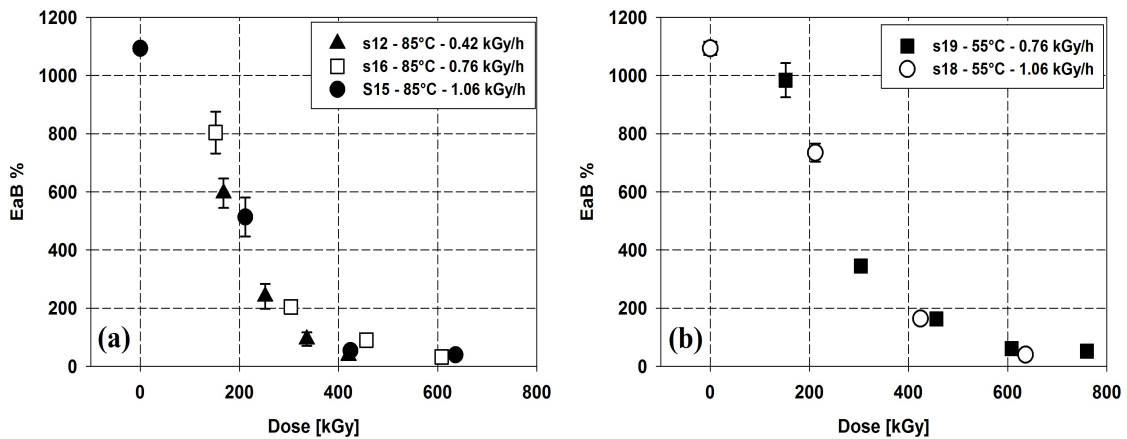 1200
1000
800
600
400
200
0
EaB %
s12 - 85°C - 0.42 kGy/h
s16 - 85°C - 0.76 kGy/h
S15 - 85°C - 1.06 kGy/h
(a)
0 200 400 600 800
Dose [kGy]
1200
1000
800
600
400
200
0
EaB %
s19 - 55°C - 0.76 kGy/h
s18 - 55°C - 1.06 kGy/h
(b)
0 200 400 600 800
Dose [kGy]